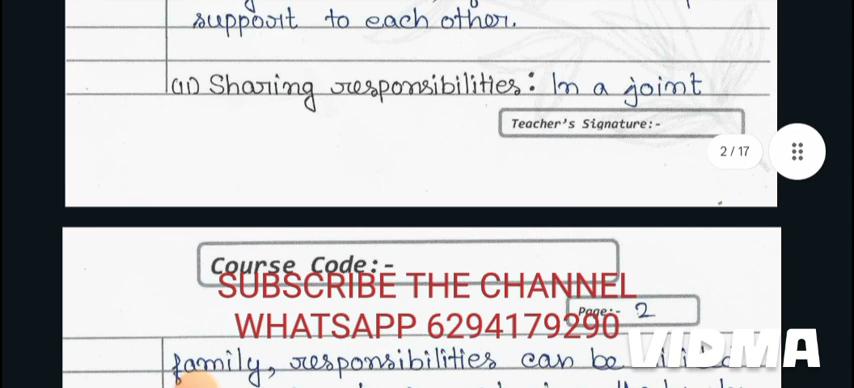 support to each other.
(ii) Sharing responsibilities: In a joint
Teacher's Signature:-
2 / 17
Course Code:-
SUBSCRIBE THE CHANNEL
Page:- 2
WHATSAPP 6294179290
VIDMA
family, responsibilities can be